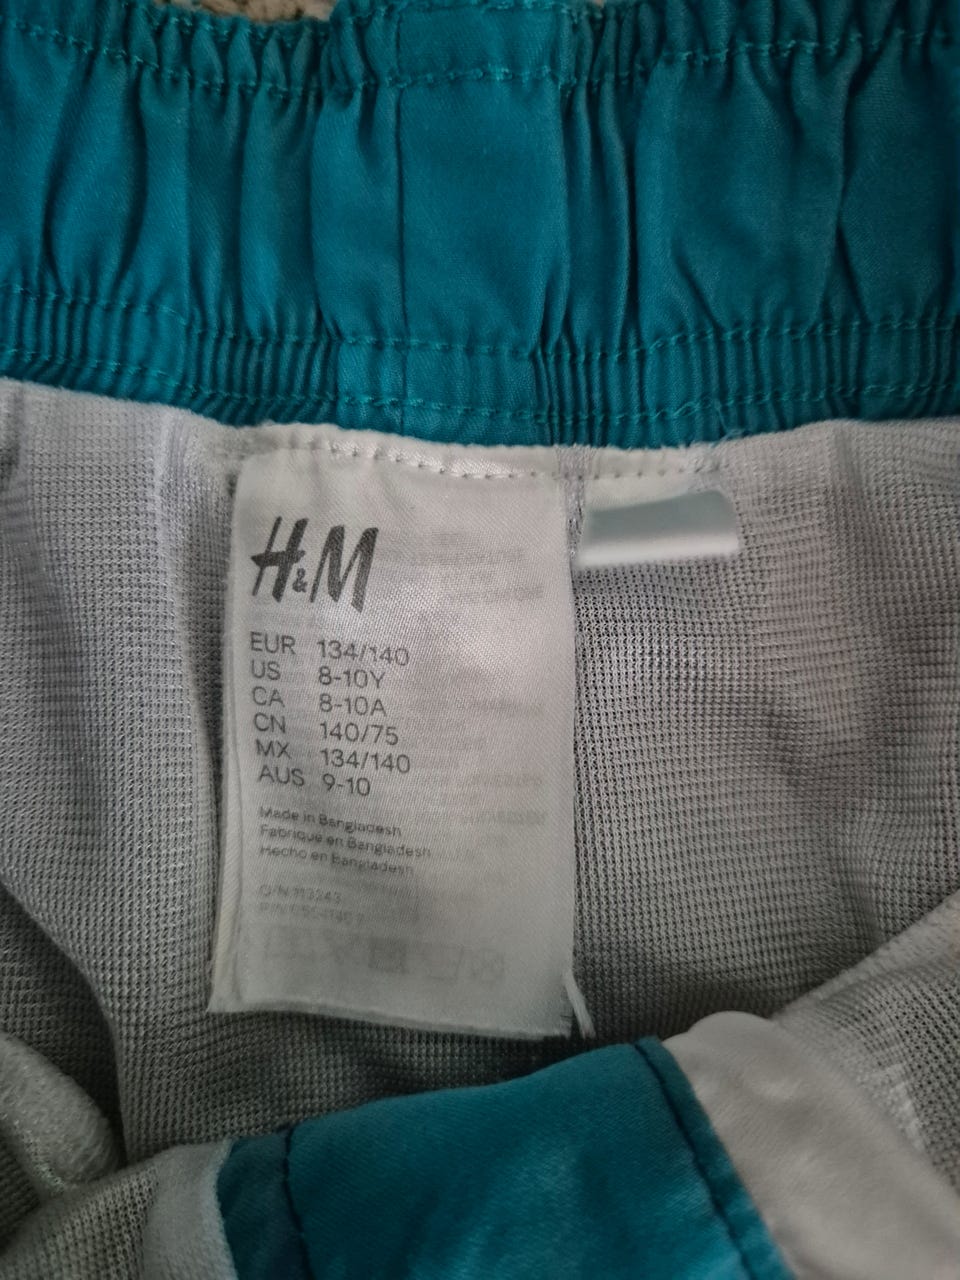 H&M
EUR 134/140
US 8-10Y
CA 8-10A
CN 140/75
MX 134/140
AUS 9-10
Made in Bangladesh
Fabrique en Bangladesh
Hecho en Bangladesh
O/N 113243